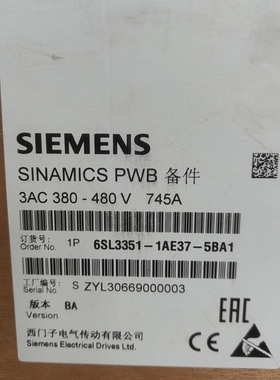 SIEMENS
SINAMICS PWB 备件
3AC 380 - 480 V 745A
订货号:
Order No. 1P 6SL3351-1AE37-5BA1
工厂编号:
Serial No. S ZYL30669000003
版本 BA
Version
EAC
西门子电气传动有限公司
Siemens Electrical Drives Ltd.